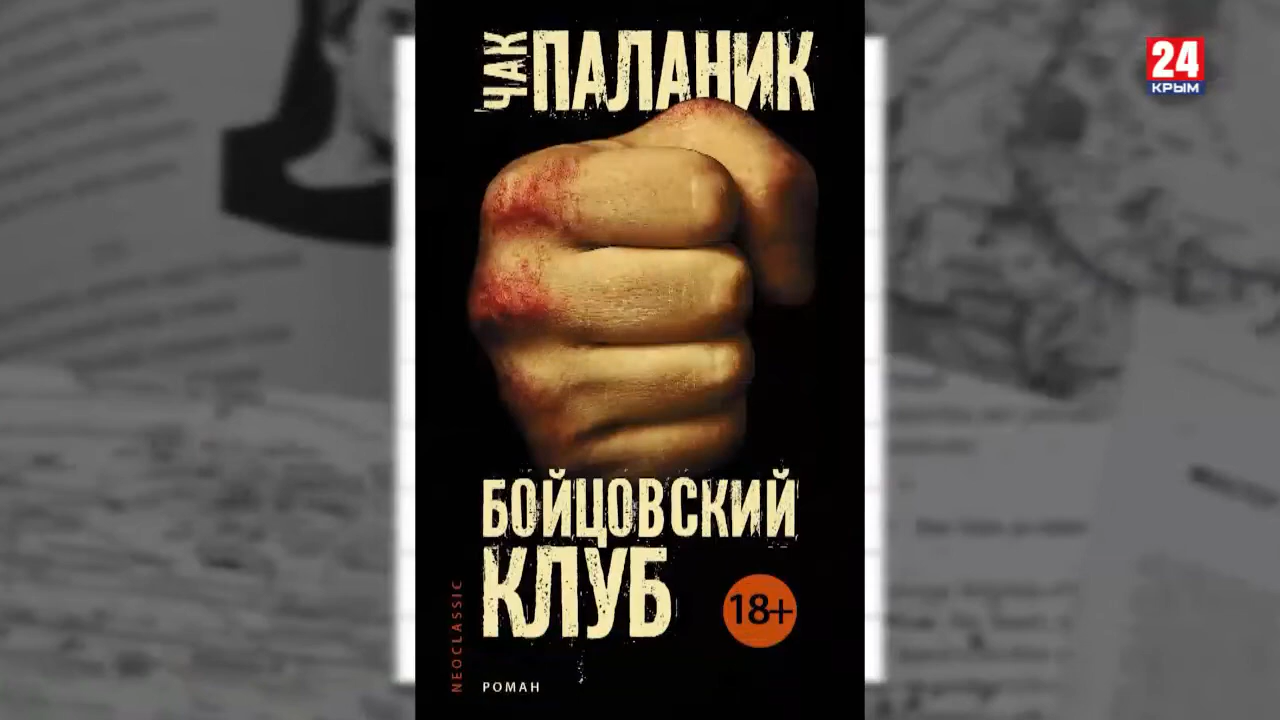 ЧАК
ПАЛАНИК
24
КРЫМ
БОЙЦОВСКИЙ
КЛУБ
18+
NEOCLASSIC
РОМАН